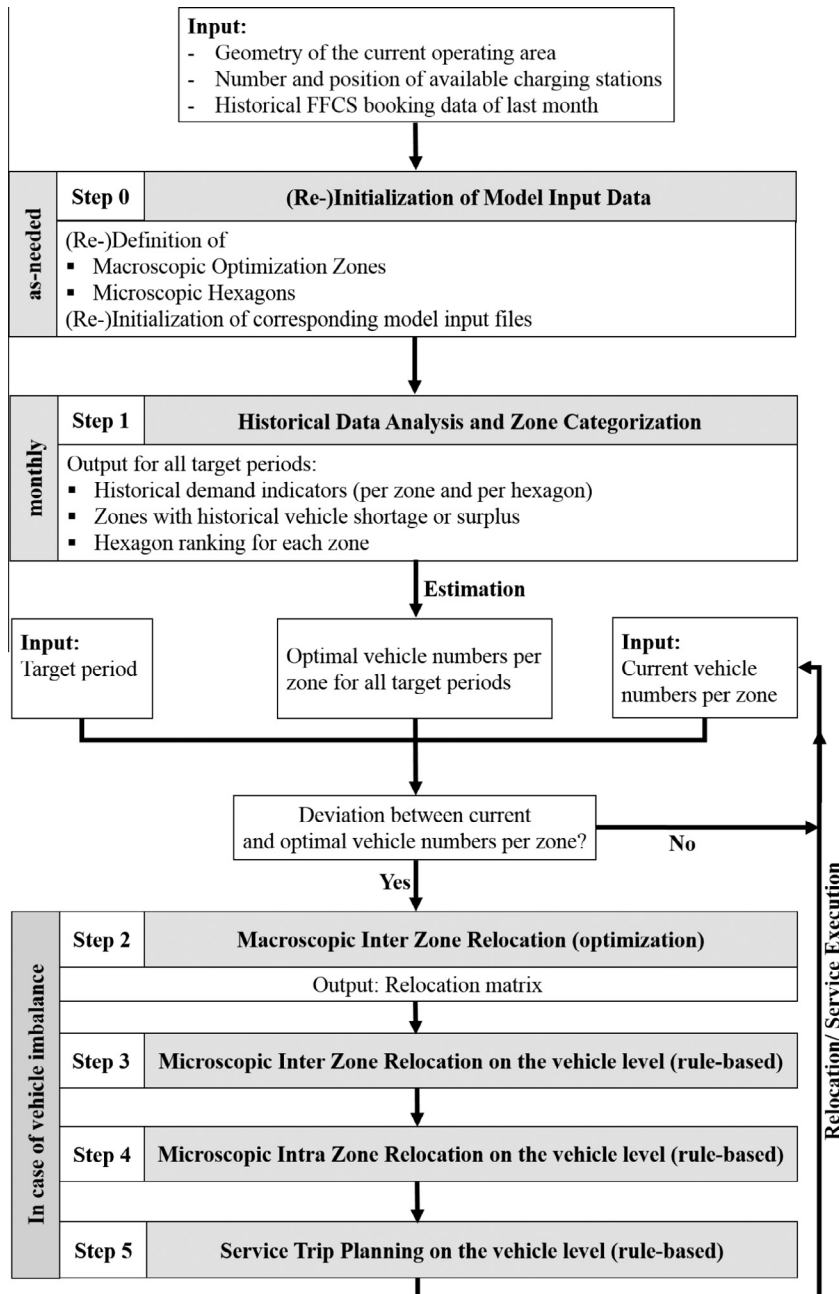 Input:
- Geometry of the current operating area
- Number and position of available charging stations
- Historical FFCS booking data of last month
as-needed
Step 0
(Re-)Initialization of Model Input Data
(Re-)Definition of
▪ Macroscopic Optimization Zones
▪ Microscopic Hexagons
(Re-)Initialization of corresponding model input files
monthly
Step 1
Historical Data Analysis and Zone Categorization
Output for all target periods:
▪ Historical demand indicators (per zone and per hexagon)
▪ Zones with historical vehicle shortage or surplus
▪ Hexagon ranking for each zone
Estimation
Input:
Target period
Optimal vehicle numbers per
zone for all target periods
Input:
Current vehicle
numbers per zone
Deviation between current
and optimal vehicle numbers per zone?
No
Yes
In case of vehicle imbalance
Step 2
Macroscopic Inter Zone Relocation (optimization)
Output: Relocation matrix
Step 3
Microscopic Inter Zone Relocation on the vehicle level (rule-based)
Step 4
Microscopic Intra Zone Relocation on the vehicle level (rule-based)
Step 5
Service Trip Planning on the vehicle level (rule-based)
Relocation/ Service Execution